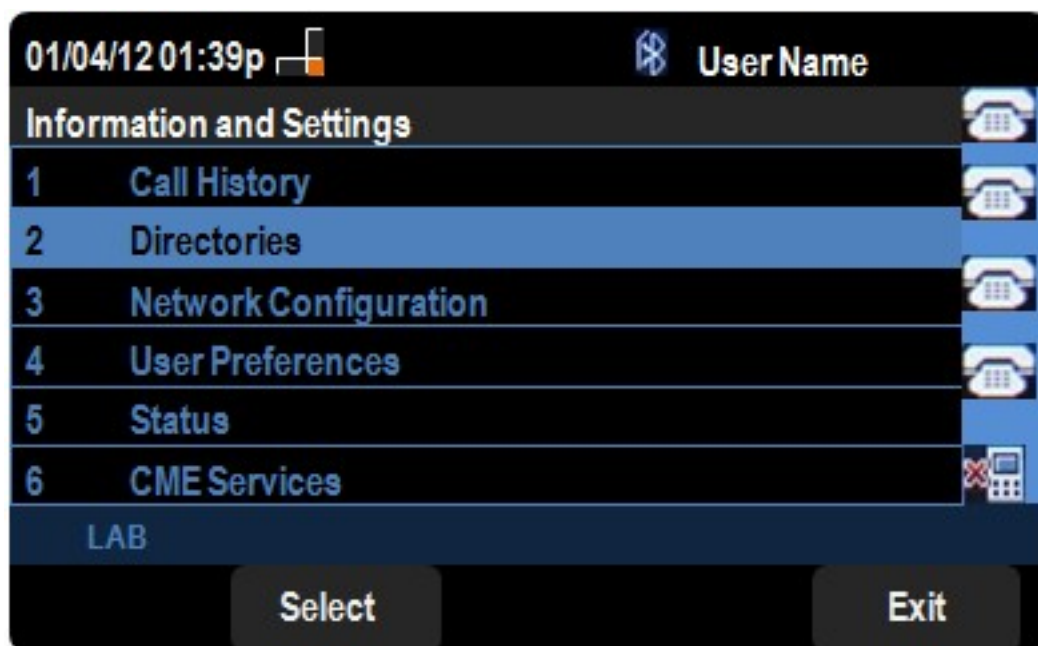 01/04/12 01:39p User Name
Information and Settings
1 Call History
2 Directories
3 Network Configuration
4 User Preferences
5 Status
6 CME Services
LAB
Select Exit